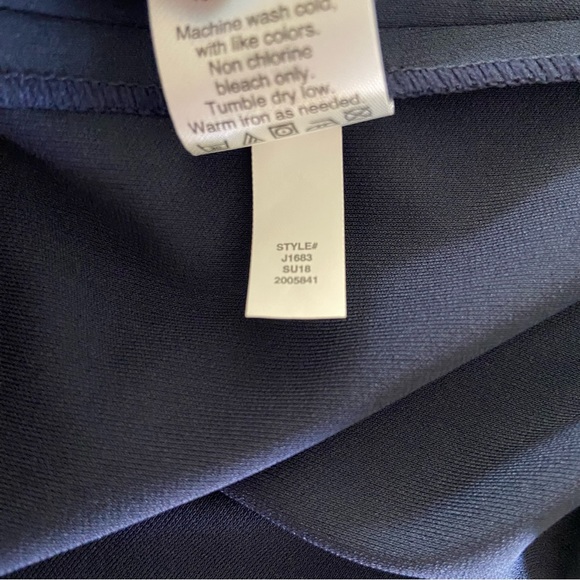 Machine wash cold,
with like colors.
Non chlorine
bleach only.
Tumble dry low.
Warm iron as needed.
STYLE#
J1683
SU18
2005841